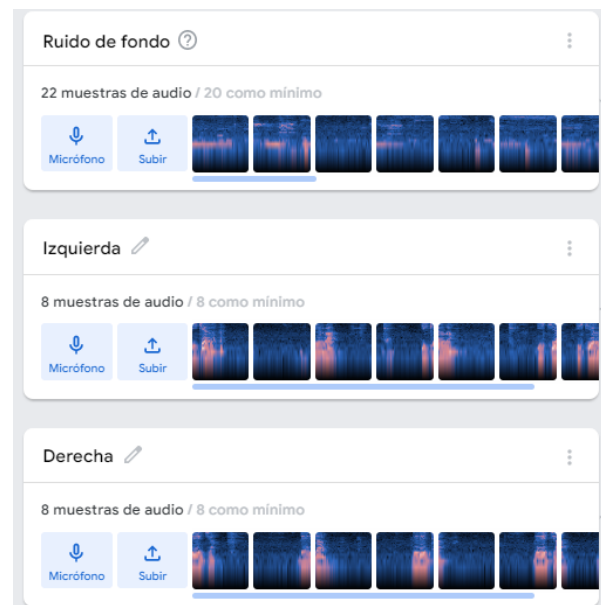 Ruido de fondo
22 muestras de audio / 20 como mínimo
Micrófono Subir
Izquierda
8 muestras de audio / 8 como mínimo
Micrófono Subir
Derecha
8 muestras de audio / 8 como mínimo
Micrófono Subir